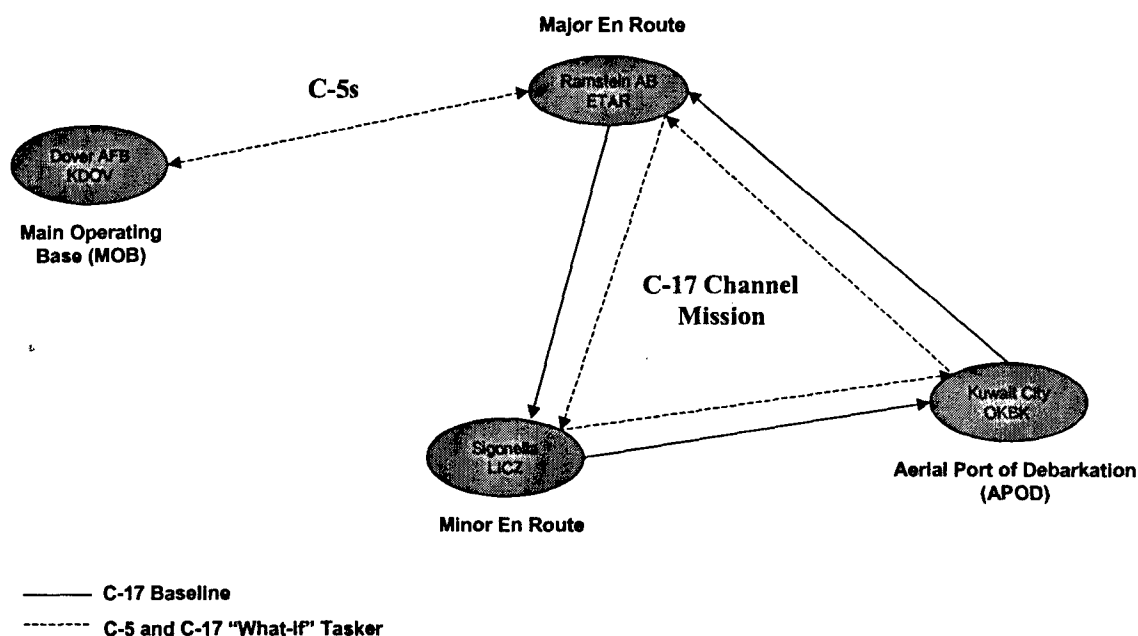 Major En Route
Ramstein AB
ETAR
C-5s
Dover AFB
KDOV
Main Operating
Base (MOB)
C-17 Channel
Mission
Kuwait City
OKBK
Sigonella
LICZ
Aerial Port of Debarkation
(APOD)
Minor En Route
C-17 Baseline
C-5 and C-17 "What-If" Tasker